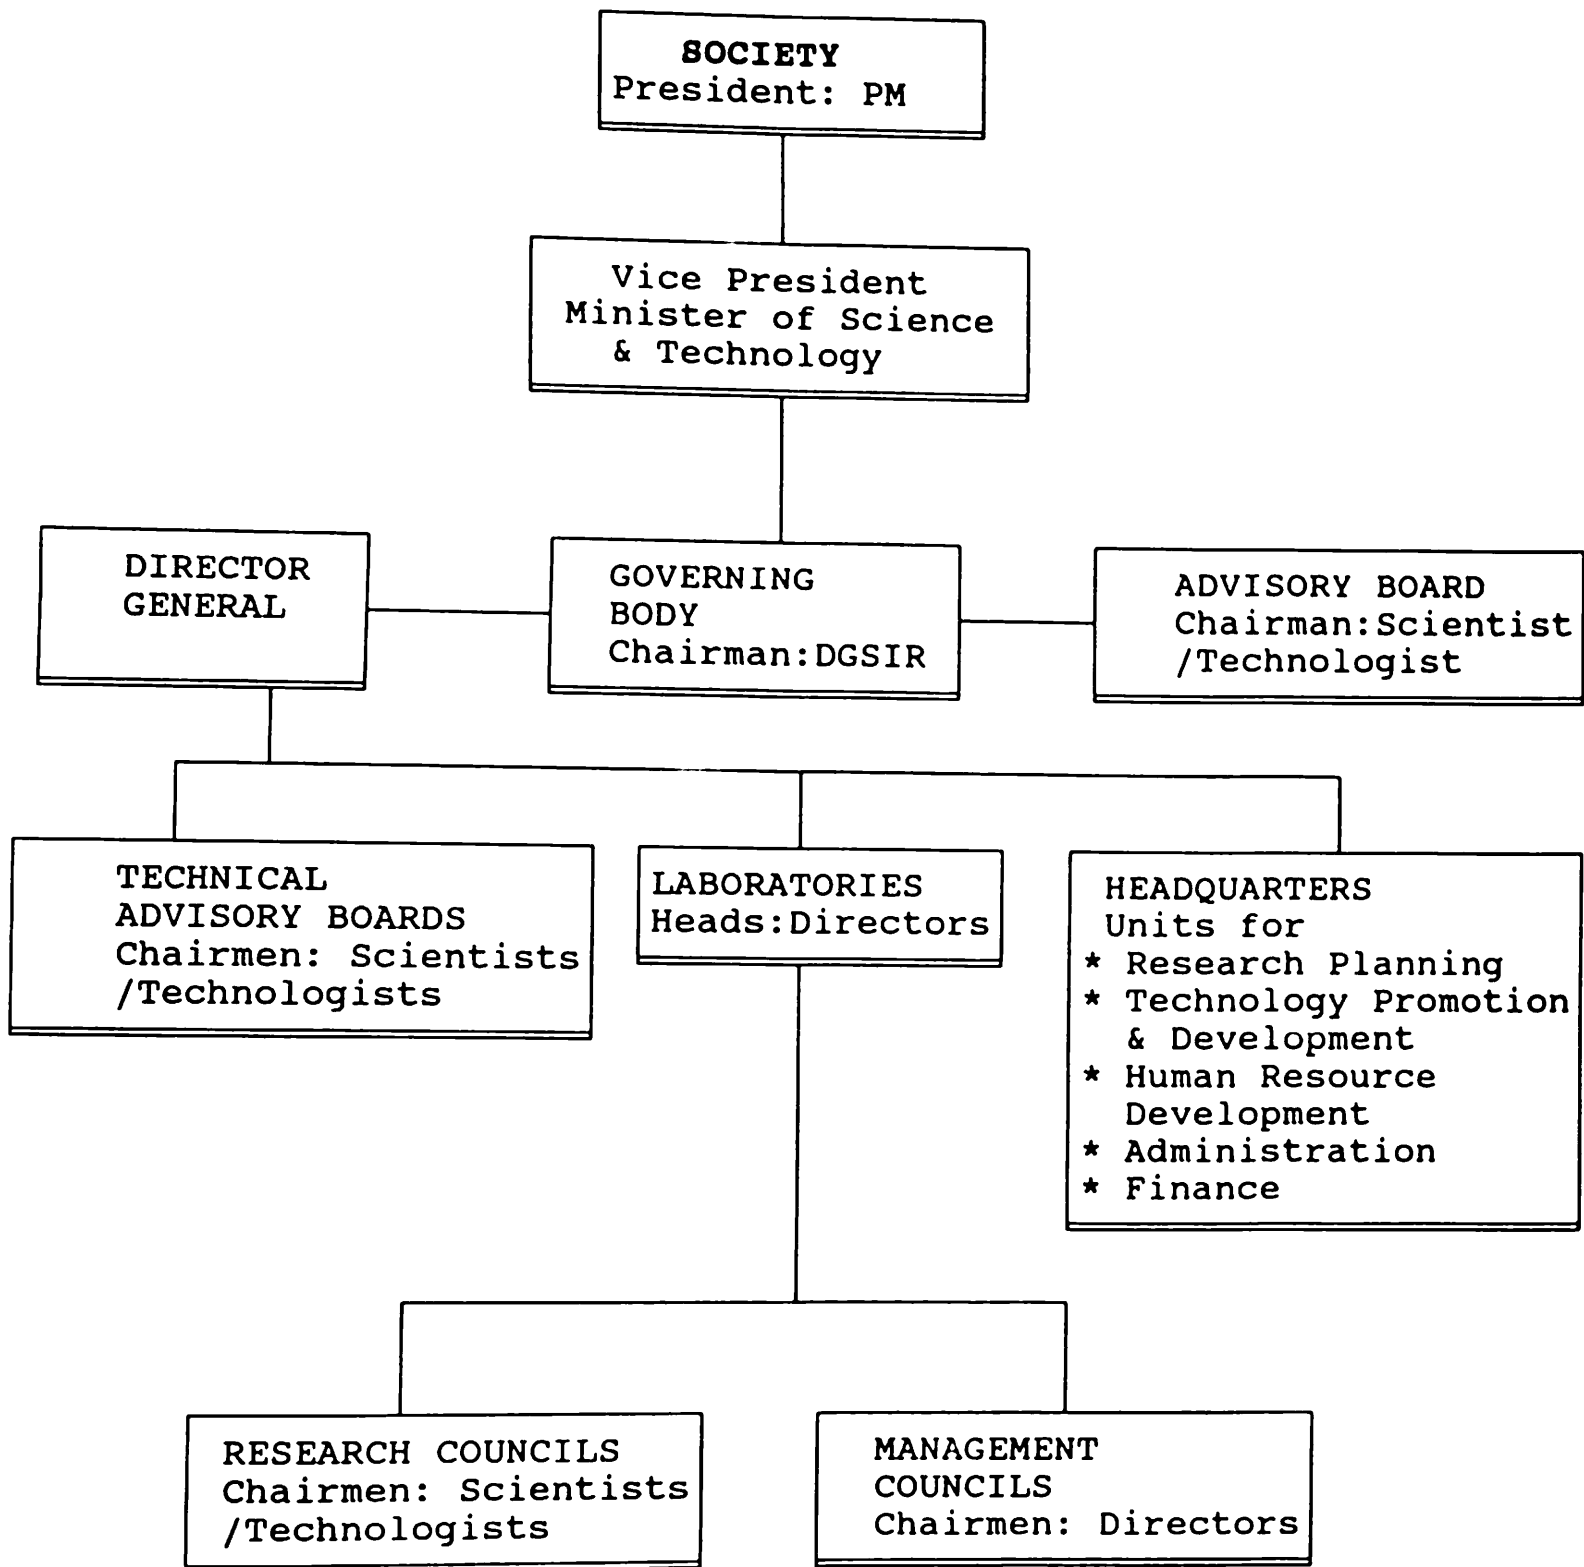 SOCIETY
President: PM
Vice President
Minister of Science
& Technology
DIRECTOR
GENERAL
GOVERNING
BODY
Chairman:DGSIR
ADVISORY BOARD
Chairman:Scientist
/Technologist
TECHNICAL
ADVISORY BOARDS
Chairmen: Scientists
/Technologists
LABORATORIES
Heads:Directors
HEADQUARTERS
Units for
* Research Planning
* Technology Promotion
& Development
* Human Resource
Development
* Administration
* Finance
RESEARCH COUNCILS
Chairmen: Scientists
/Technologists
MANAGEMENT
COUNCILS
Chairmen: Directors